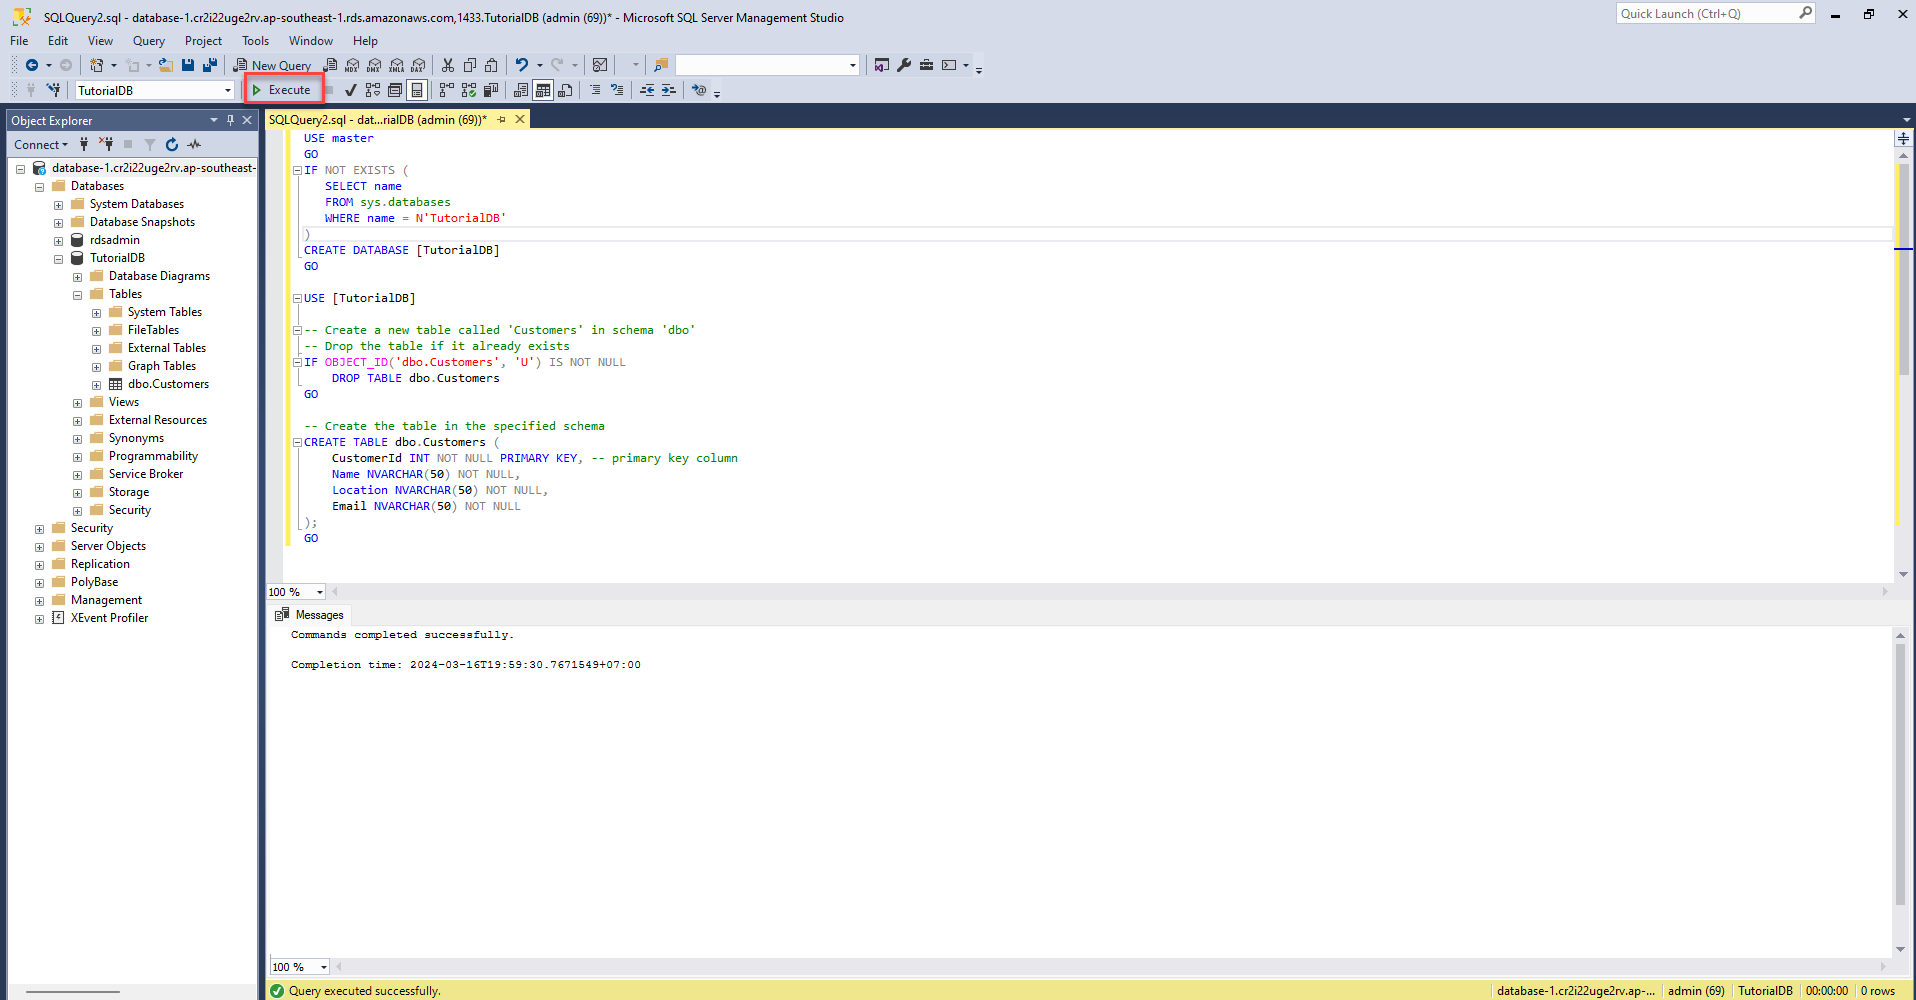 SQLQuery2.sql - database-1.cr2i22uge2rv.ap-southeast-1.rds.amazonaws.com,1433.TutorialDB (admin (69))* - Microsoft SQL Server Management Studio
Quick Launch (Ctrl+Q)
File Edit View Query Project Tools Window Help
New Query MDX DMX XMLA DAX
TutorialDB Execute
Object Explorer
Connect
database-1.cr2i22uge2rv.ap-southeast-
Databases
System Databases
Database Snapshots
rdsadmin
TutorialDB
Database Diagrams
Tables
System Tables
FileTables
External Tables
Graph Tables
dbo.Customers
Views
External Resources
Synonyms
Programmability
Service Broker
Storage
Security
Security
Server Objects
Replication
PolyBase
Management
XEvent Profiler
SQLQuery2.sql - dat...rialDB (admin (69))*
USE master
GO
IF NOT EXISTS (
SELECT name
FROM sys.databases
WHERE name = N'TutorialDB'
)
CREATE DATABASE [TutorialDB]
GO
USE [TutorialDB]
-- Create a new table called 'Customers' in schema 'dbo'
-- Drop the table if it already exists
IF OBJECT_ID('dbo.Customers', 'U') IS NOT NULL
DROP TABLE dbo.Customers
GO
-- Create the table in the specified schema
CREATE TABLE dbo.Customers (
CustomerId INT NOT NULL PRIMARY KEY, -- primary key column
Name NVARCHAR(50) NOT NULL,
Location NVARCHAR(50) NOT NULL,
Email NVARCHAR(50) NOT NULL
);
GO
100 %
Messages
Commands completed successfully.
Completion time: 2024-03-16T19:59:30.7671549+07:00
100 %
Query executed successfully.
database-1.cr2i22uge2rv.ap-... admin (69) TutorialDB 00:00:00 0 rows